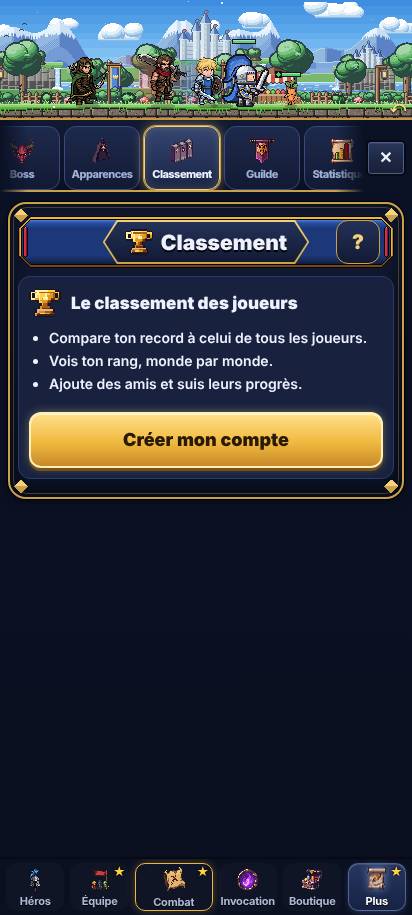 Boss
Apparences
Classement
Guilde
Statistiqu
×
Classement
?
Le classement des joueurs
• Compare ton record à celui de tous les joueurs.
• Vois ton rang, monde par monde.
• Ajoute des amis et suis leurs progrès.
Créer mon compte
Héros
Équipe
Combat
Invocation
Boutique
Plus